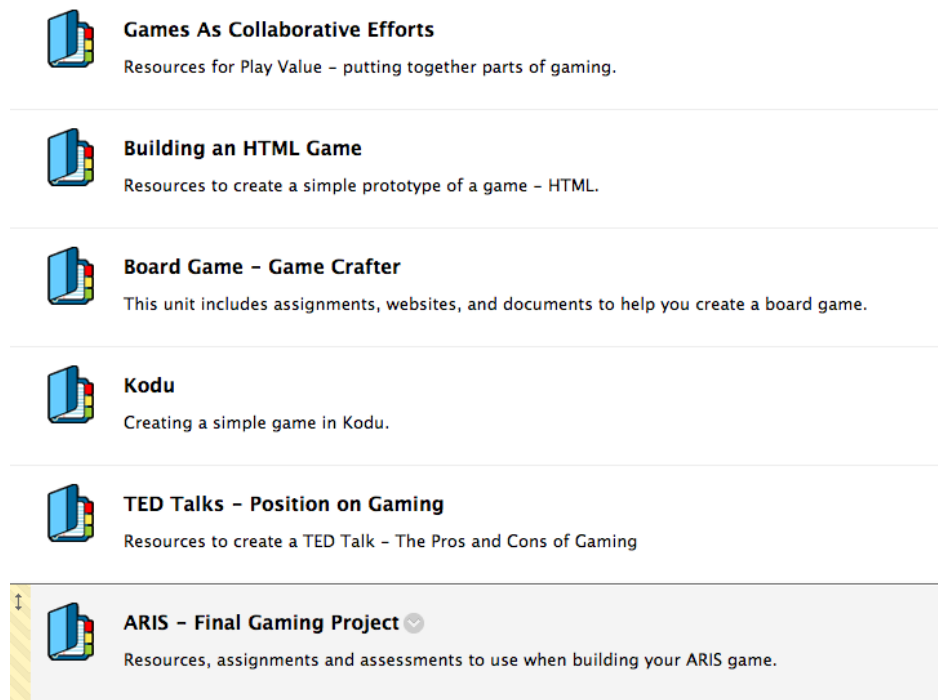 Games As Collaborative Efforts
Resources for Play Value – putting together parts of gaming.
Building an HTML Game
Resources to create a simple prototype of a game – HTML.
Board Game – Game Crafter
This unit includes assignments, websites, and documents to help you create a board game.
Kodu
Creating a simple game in Kodu.
TED Talks – Position on Gaming
Resources to create a TED Talk – The Pros and Cons of Gaming
ARIS – Final Gaming Project
Resources, assignments and assessments to use when building your ARIS game.